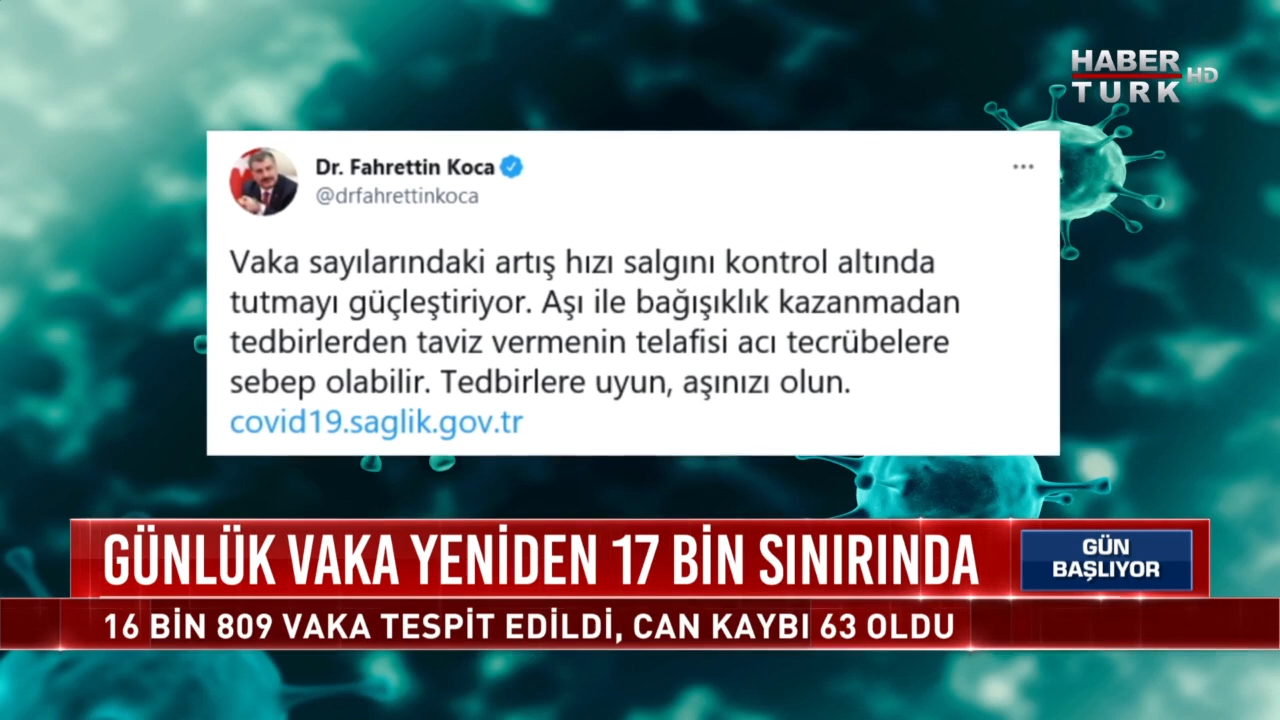 HABER
TURK HD
Dr. Fahrettin Koca
@drfahrettinkoca
Vaka sayılarındaki artış hızı salgını kontrol altında
tutmayı güçleştiriyor. Aşı ile bağışıklık kazanmadan
tedbirlerden taviz vermenin telafisi acı tecrübelere
sebep olabilir. Tedbirlere uyun, aşınızı olun.
covid19.saglik.gov.tr
GÜNLÜK VAKA YENİDEN 17 BİN SINIRINDA
GÜN
BAŞLIYOR
16 BİN 809 VAKA TESPİT EDİLDİ, CAN KAYBI 63 OLDU